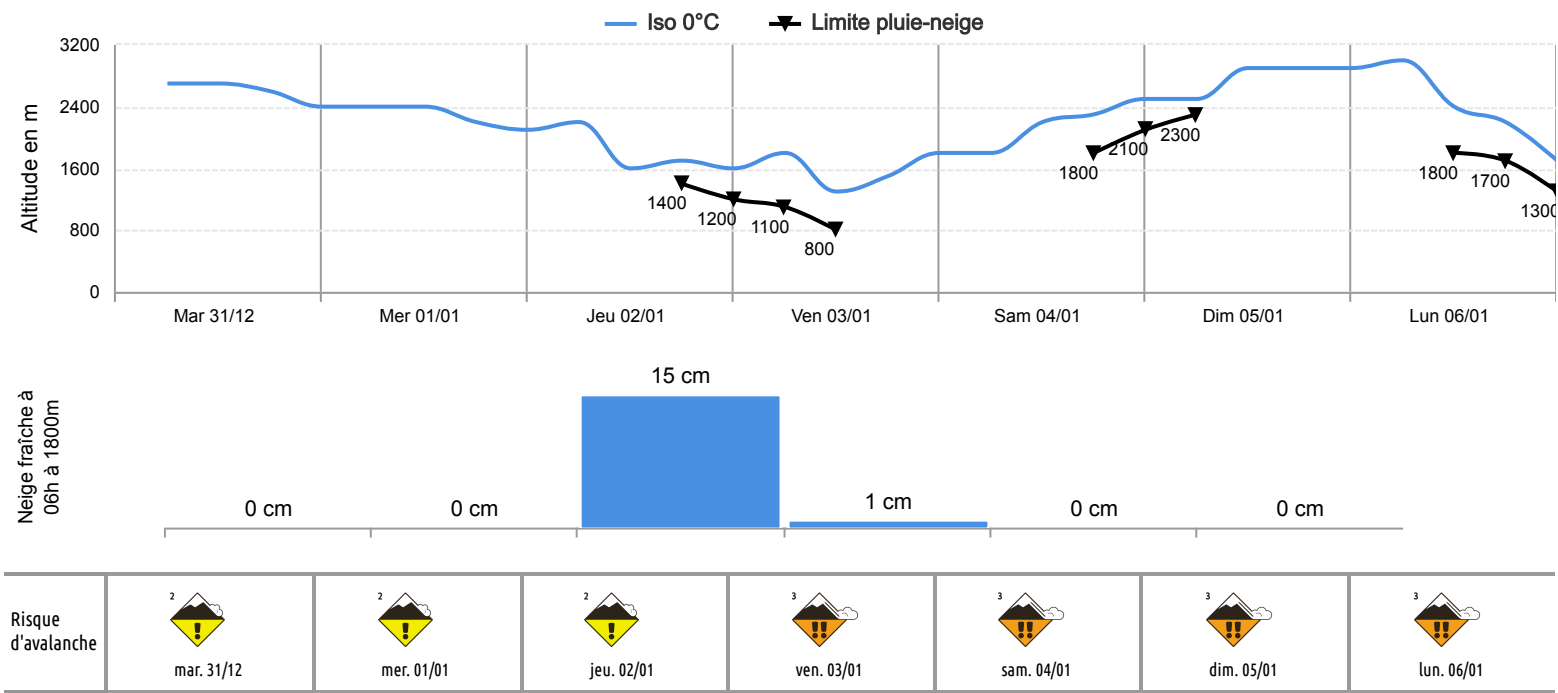 Iso 0°C Limite pluie-neige
Altitude en m
3200
2400
1600
800
0
1400
1200
1100
800
1800
2100
2300
1800
1700
1300
Mar 31/12 Mer 01/01 Jeu 02/01 Ven 03/01 Sam 04/01 Dim 05/01 Lun 06/01
Neige fraîche à
06h à 1800m
0 cm 0 cm 15 cm 1 cm 0 cm 0 cm
Risque
d'avalanche
2 2 2 3 3 3 3
! ! ! !! !! !! !!
mar. 31/12 mer. 01/01 jeu. 02/01 ven. 03/01 sam. 04/01 dim. 05/01 lun. 06/01